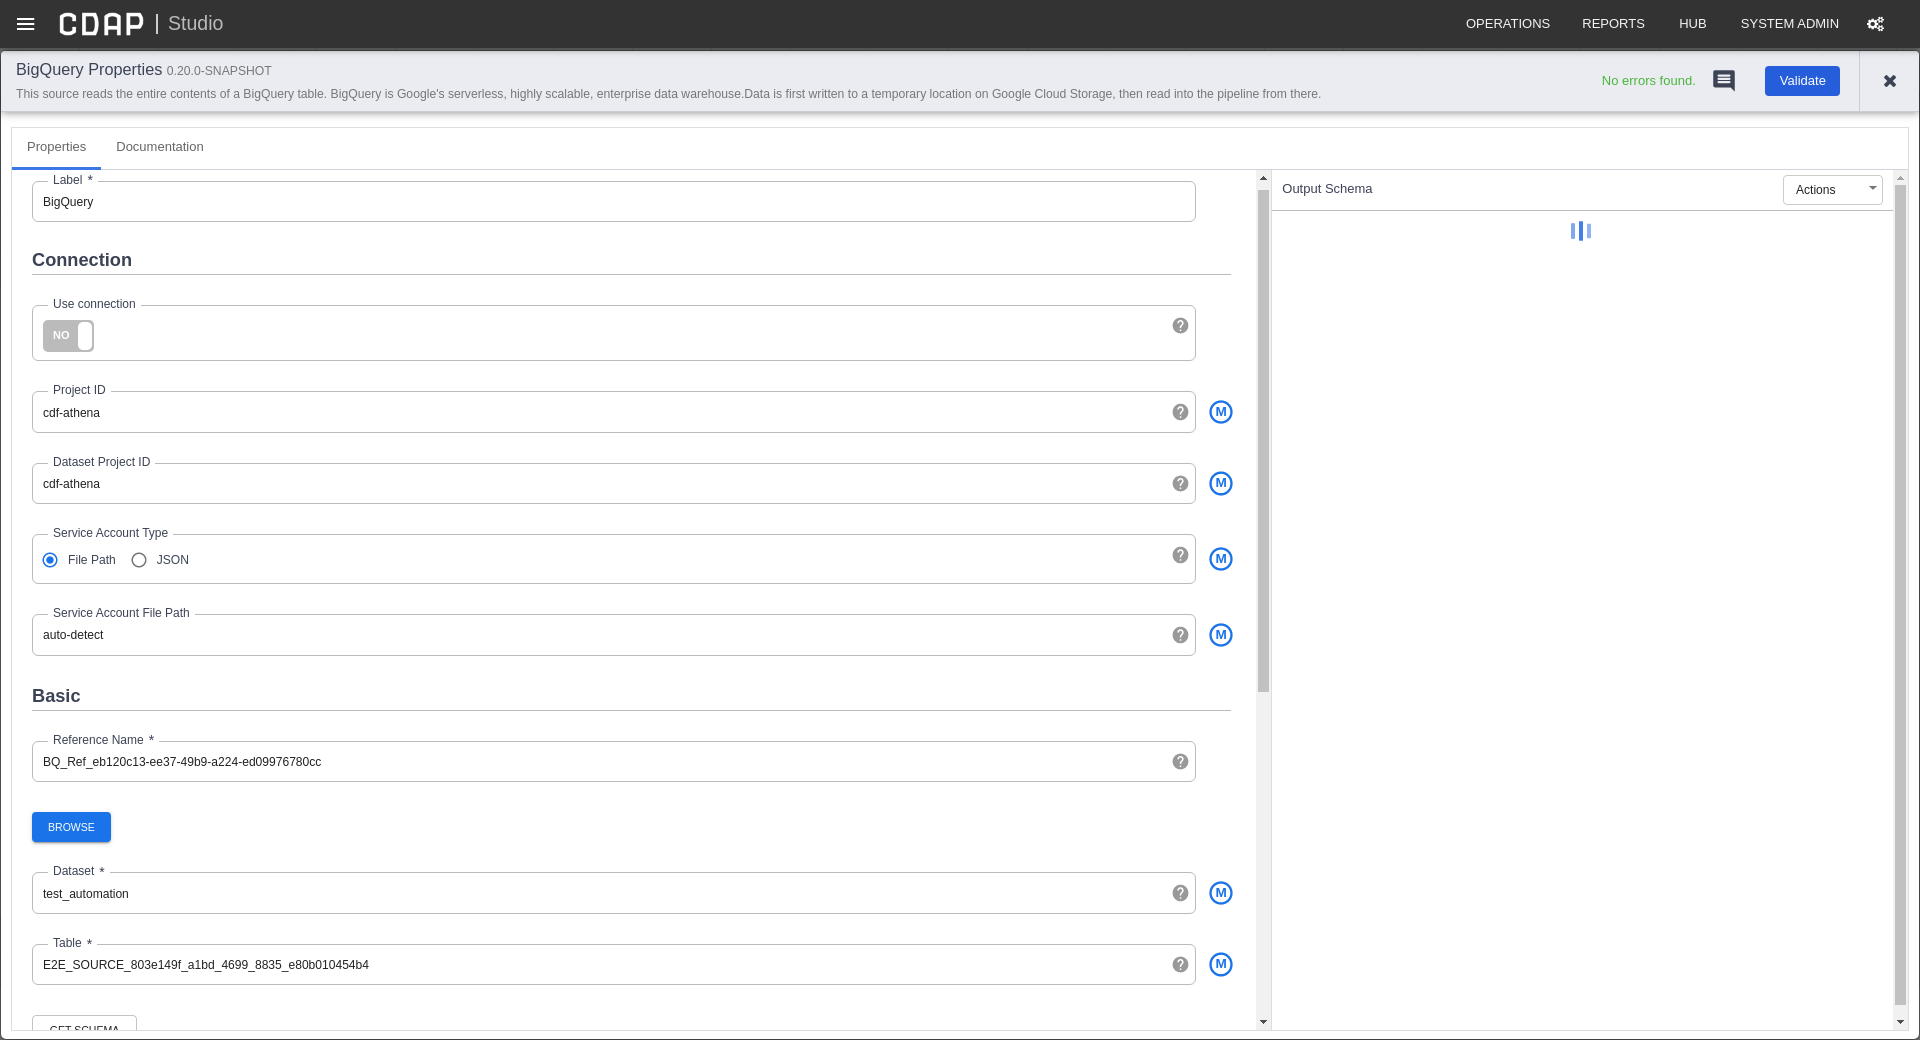 CDAP | Studio
OPERATIONS REPORTS HUB SYSTEM ADMIN
BigQuery Properties 0.20.0-SNAPSHOT
This source reads the entire contents of a BigQuery table. BigQuery is Google's serverless, highly scalable, enterprise data warehouse.Data is first written to a temporary location on Google Cloud Storage, then read into the pipeline from there.
No errors found.
Validate
Properties Documentation
Label *
BigQuery
Connection
Use connection
NO
Project ID
cdf-athena
M
Dataset Project ID
cdf-athena
M
Service Account Type
File Path JSON
M
Service Account File Path
auto-detect
M
Basic
Reference Name *
BQ_Ref_eb120c13-ee37-49b9-a224-ed09976780cc
BROWSE
Dataset *
test_automation
M
Table *
E2E_SOURCE_803e149f_a1bd_4699_8835_e80b010454b4
M
GET SCHEMA
Output Schema
Actions